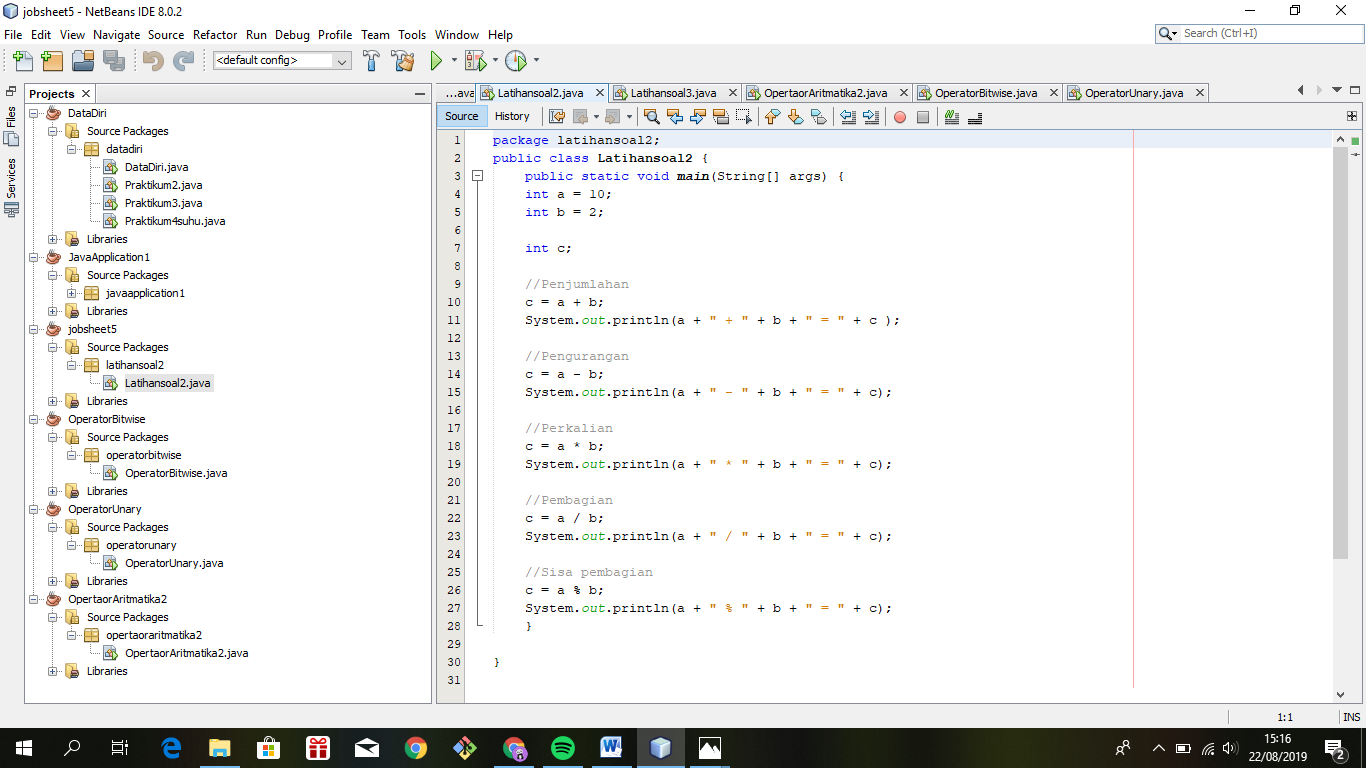 jobsheet5 - NetBeans IDE 8.0.2
File Edit View Navigate Source Refactor Run Debug Profile Team Tools Window Help
Search (Ctrl+I)
<default config>
Files
Services
Projects
DataDiri
Source Packages
datadiri
DataDiri.java
Praktikum2.java
Praktikum3.java
Praktikum4suhu.java
Libraries
JavaApplication1
Source Packages
javaapplication1
Libraries
jobsheet5
Source Packages
latihansoal2
Latihansoal2.java
Libraries
OperatorBitwise
Source Packages
operatorbitwise
OperatorBitwise.java
Libraries
OperatorUnary
Source Packages
operatorunary
OperatorUnary.java
Libraries
OpertaorAritmatika2
Source Packages
opertaoraritmatika2
OpertaorAritmatika2.java
Libraries
...ava Latihansoal2.java Latihansoal3.java OpertaorAritmatika2.java OperatorBitwise.java OperatorUnary.java
Source History
1 package latihansoal2;
2 public class Latihansoal2 {
3 public static void main(String[] args) {
4 int a = 10;
5 int b = 2;
6
7 int c;
8
9 //Penjumlahan
10 c = a + b;
11 System.out.println(a + " + " + b + " = " + c );
12
13 //Pengurangan
14 c = a - b;
15 System.out.println(a + " - " + b + " = " + c);
16
17 //Perkalian
18 c = a * b;
19 System.out.println(a + " * " + b + " = " + c);
20
21 //Pembagian
22 c = a / b;
23 System.out.println(a + " / " + b + " = " + c);
24
25 //Sisa pembagian
26 c = a % b;
27 System.out.println(a + " % " + b + " = " + c);
28 }
29
30 }
31
1:1 INS
15:16
22/08/2019
2